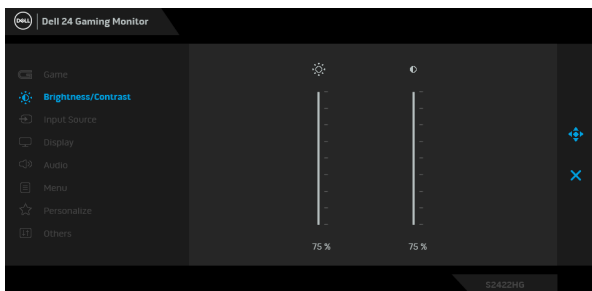 DELL
Dell 24 Gaming Monitor
Game
Brightness/Contrast
Input Source
Display
Audio
Menu
Personalize
Others
75 %
75 %
S2422HG